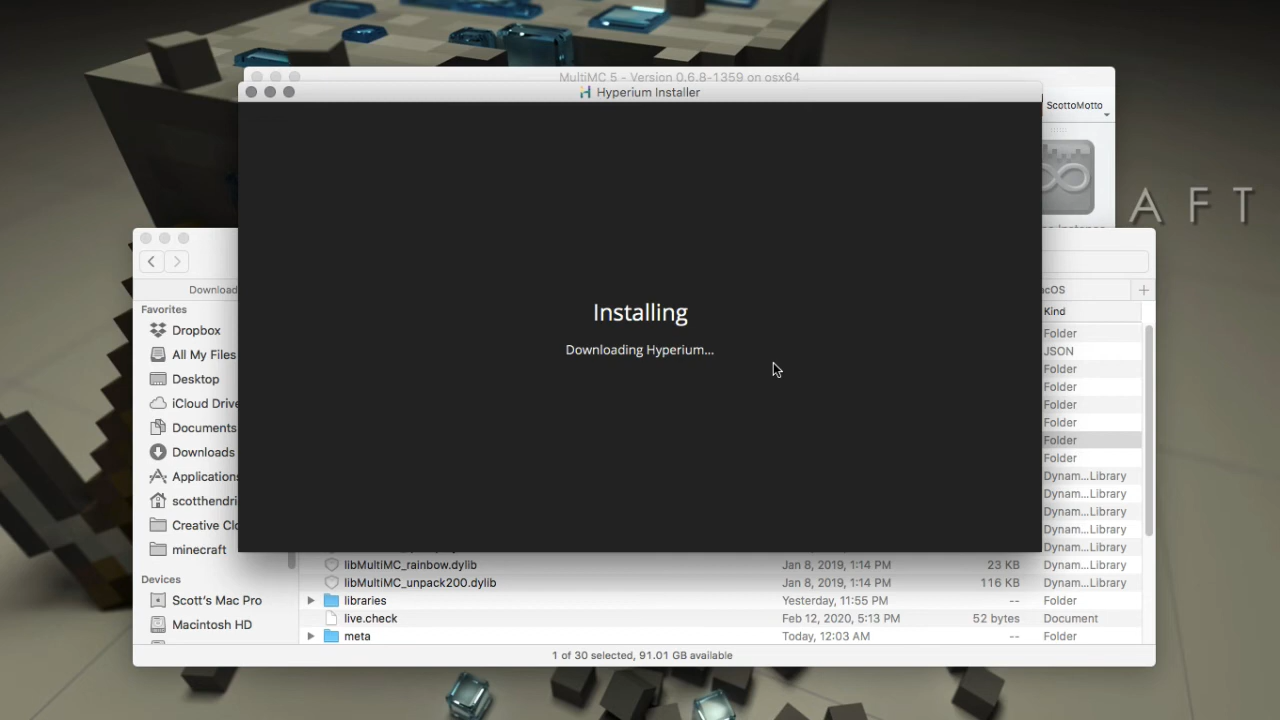 MultiMC 5 - Version 0.6.8-1359 on osx64
Hyperium Installer
ScottoMotto
AFT
Installing
Downloading Hyperium...
Download
acOS
Favorites
Dropbox
All My Files
Desktop
iCloud Drive
Documents
Downloads
Applications
scotthendri
Creative Clo
minecraft
Devices
Scott's Mac Pro
Macintosh HD
Kind
Folder
JSON
Folder
Folder
Folder
Folder
Folder
Folder
Dynam...Library
Dynam...Library
Dynam...Library
Dynam...Library
Dynam...Library
libMultiMC_rainbow.dylib Jan 8, 2019, 1:14 PM 23 KB Dynam...Library
libMultiMC_unpack200.dylib Jan 8, 2019, 1:14 PM 116 KB Dynam...Library
libraries Yesterday, 11:55 PM -- Folder
live.check Feb 12, 2020, 5:13 PM 52 bytes Document
meta Today, 12:03 AM -- Folder
1 of 30 selected, 91.01 GB available